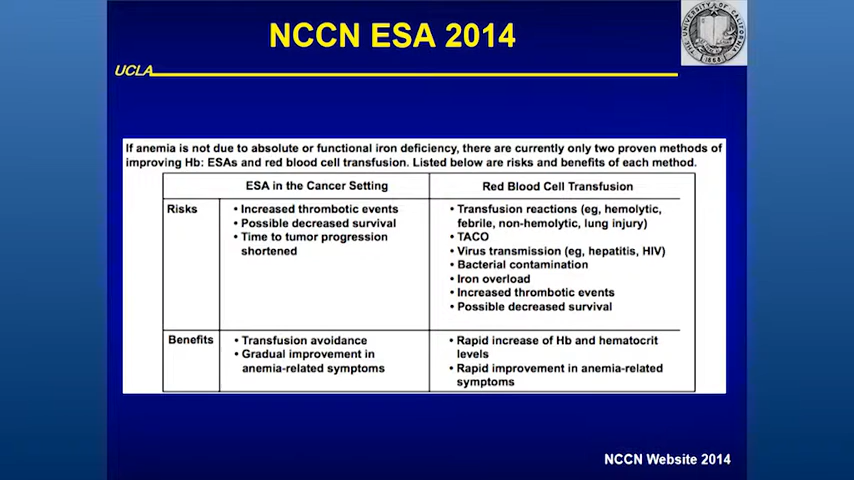 NCCN ESA 2014
THE UNIVERSITY OF CALIFORNIA
1868
UCLA
If anemia is not due to absolute or functional iron deficiency, there are currently only two proven methods of
improving Hb: ESAs and red blood cell transfusion. Listed below are risks and benefits of each method.
ESA in the Cancer Setting
Red Blood Cell Transfusion
Risks
• Increased thrombotic events
• Possible decreased survival
• Time to tumor progression
shortened
• Transfusion reactions (eg, hemolytic,
febrile, non-hemolytic, lung injury)
• TACO
• Virus transmission (eg, hepatitis, HIV)
• Bacterial contamination
• Iron overload
• Increased thrombotic events
• Possible decreased survival
Benefits
• Transfusion avoidance
• Gradual improvement in
anemia-related symptoms
• Rapid increase of Hb and hematocrit
levels
• Rapid improvement in anemia-related
symptoms
NCCN Website 2014